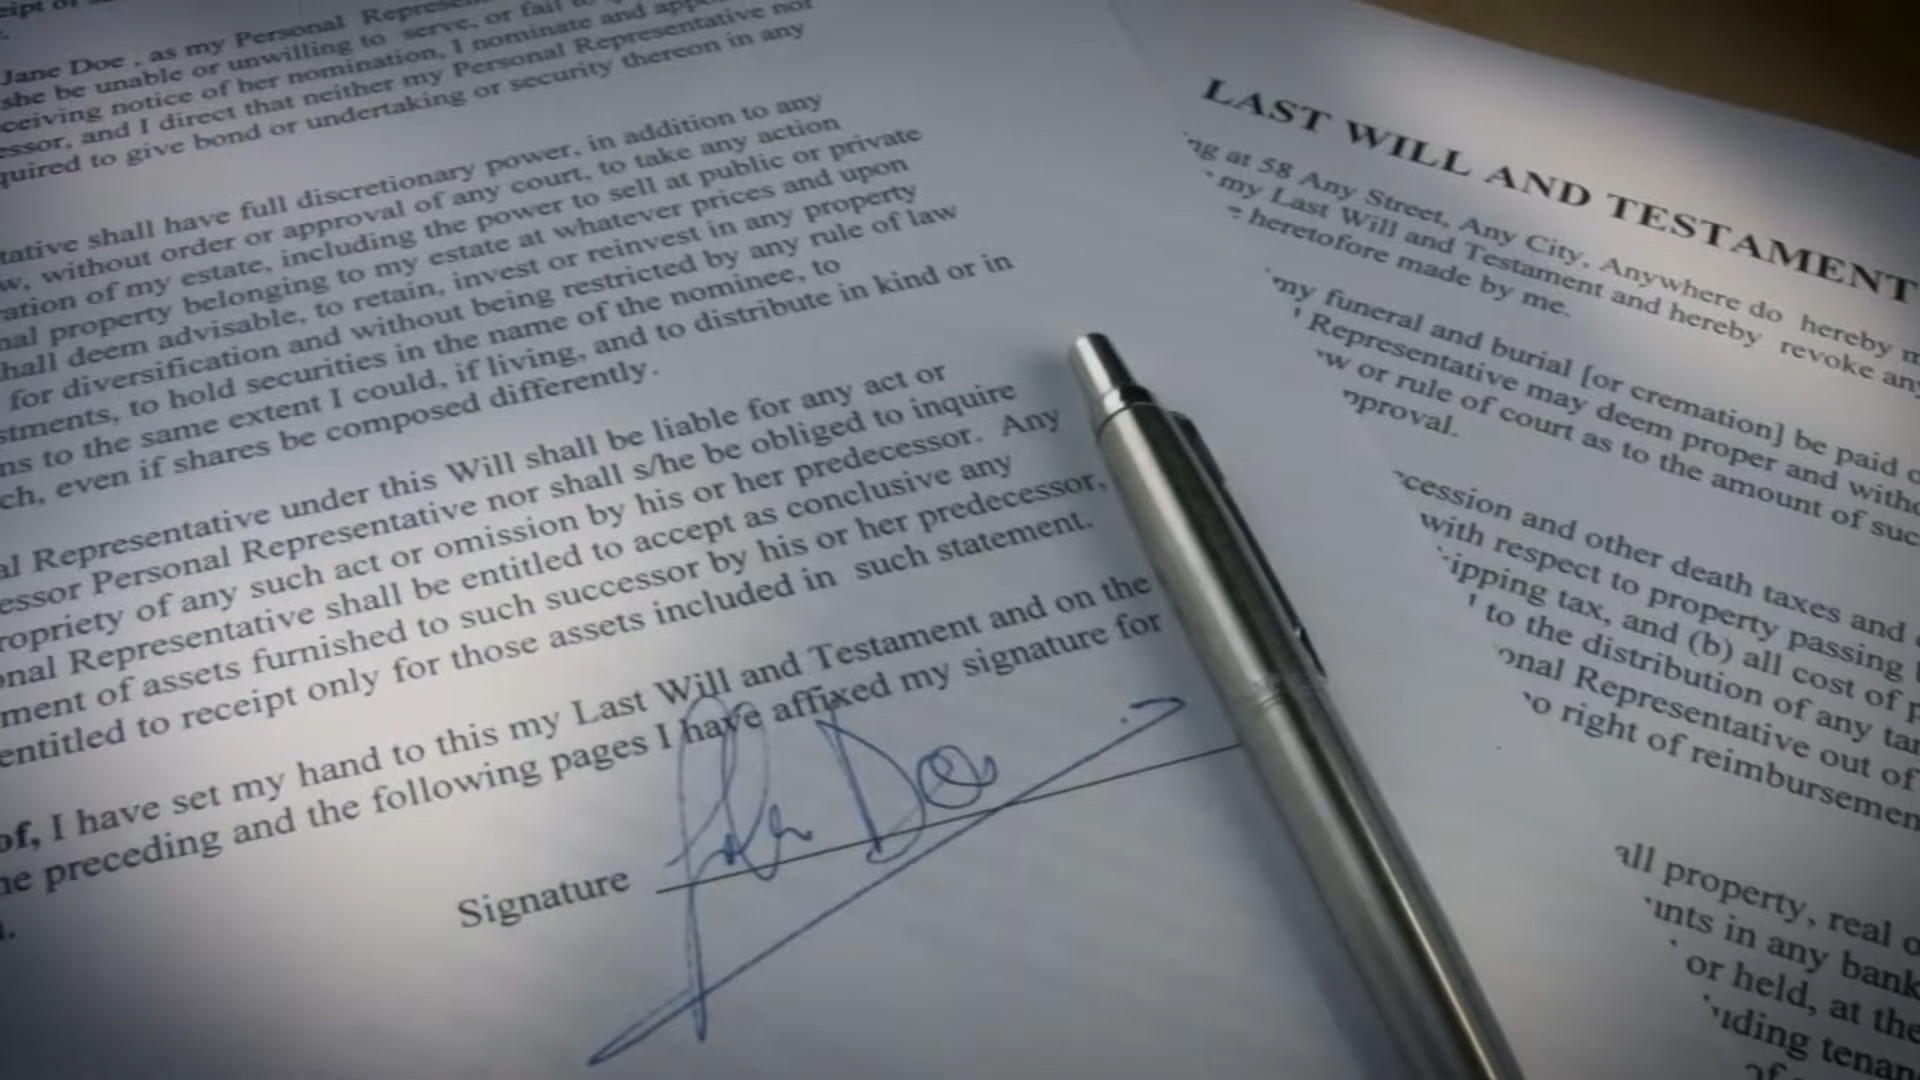 Jane Doe , as my Personal
she be unable or unwilling to serve, or fail to
ceiving notice of her nomination, I nominate and
essor, and I direct that neither my Personal Representative not
quired to give bond or undertaking or security thereon in any
tative shall have full discretionary power, in addition to any
w, without order or approval of any court, to take any action
ration of my estate, including the power to sell at public or private
nal property belonging to my estate at whatever prices and upon
hall deem advisable, to retain, invest or reinvest in any property
for diversification and without being restricted by any rule of law
stments, to hold securities in the name of the nominee, to
ns to the same extent I could, if living, and to distribute in kind or in
ch, even if shares be composed differently.
al Representative under this Will shall be liable for any act or
essor Personal Representative nor shall s/he be obliged to inquire
ropriety of any such act or omission by his or her predecessor. Any
onal Representative shall be entitled to accept as conclusive any
ment of assets furnished to such successor by his or her predecessor,
entitled to receipt only for those assets included in such statement.
of, I have set my hand to this my Last Will and Testament and on the
he preceding and the following pages I have affixed my signature for
Signature
John Doe
LAST WILL AND TESTAMENT
ng at 58 Any Street, Any City, Anywhere do hereby m
my Last Will and Testament and hereby revoke any
e heretofore made by me.
my funeral and burial [or cremation] be paid o
Representative may deem proper and witho
w or rule of court as to the amount of suc
pproval.
cession and other death taxes and
with respect to property passing
ipping tax, and (b) all cost of p
to the distribution of any tan
onal Representative out of
o right of reimbursemen
all property, real o
unts in any bank
or held, at the
uding tenan
of